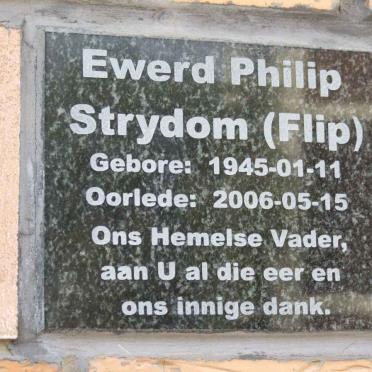 Ewerd Philip
Strydom (Flip)
Gebore: 1945-01-11
Oorlede: 2006-05-15
Ons Hemelse Vader,
aan U al die eer en
ons innige dank.